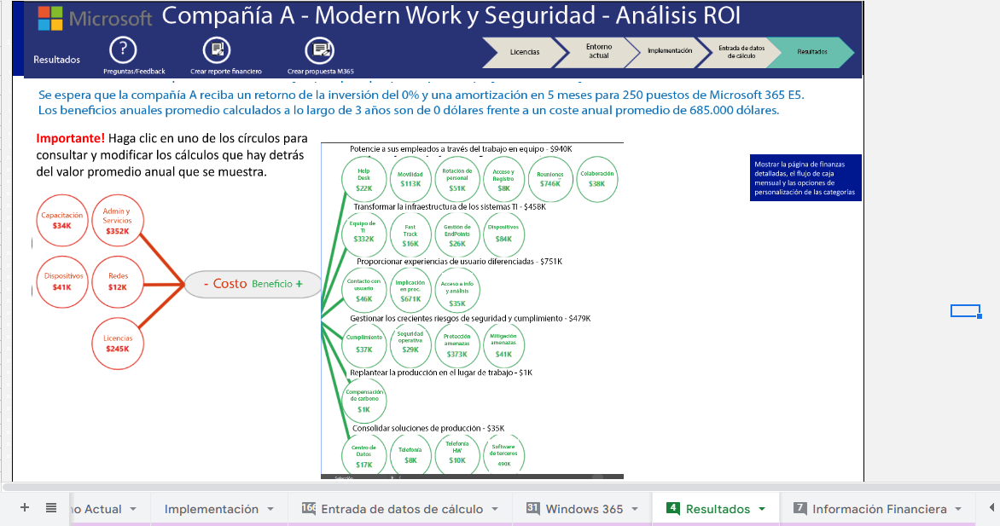 Microsoft Compañía A - Modern Work y Seguridad - Análisis ROI
Resultados
?
Preguntas/Feedback
Crear reporte financiero
Crear propuesta M365
Licencias
Entorno
actual
Implementación
Entrada de datos
de cálculo
Resultados
Se espera que la compañía A reciba un retorno de la inversión del 0% y una amortización en 5 meses para 250 puestos de Microsoft 365 E5.
Los beneficios anuales promedio calculados a lo largo de 3 años son de 0 dólares frente a un coste anual promedio de 685.000 dólares.
Importante! Haga clic en uno de los círculos para
consultar y modificar los cálculos que hay detrás
del valor promedio anual que se muestra.
Mostrar la página de finanzas
detalladas, el flujo de caja
mensual y las opciones de
personalización de las categorías
Capacitación
$34K
Admin y
Servicios
$352K
Dispositivos
$41K
Redes
$12K
Licencias
$245K
- Costo Beneficio +
Potencie a sus empleados a través del trabajo en equipo - $940K
Help
Desk
$22K
Movilidad
$113K
Rotación de
personal
$51K
Acceso y
Registro
$8K
Reuniones
$746K
Colaboración
$38K
Transformar la infraestructura de los sistemas TI - $458K
Equipo de
TI
$332K
Fast
Track
$16K
Gestión de
EndPoints
$26K
Dispositivos
$84K
Proporcionar experiencias de usuario diferenciadas - $751K
Contacto con
usuario
$46K
Implicación
en proc.
$671K
Acceso a info
y análisis
$35K
Gestionar los crecientes riesgos de seguridad y cumplimiento - $479K
Cumplimiento
$37K
Seguridad
operativa
$29K
Protección
amenazas
$373K
Mitigación
amenazas
$41K
Replantear la producción en el lugar de trabajo - $1K
Compensación
de carbono
$1K
Consolidar soluciones de producción - $35K
Centro de
Datos
$17K
Telefonía
$8K
Telefonía
HW
$10K
Software
de terceros
490K
+
no Actual
Implementación
166 Entrada de datos de cálculo
31 Windows 365
4 Resultados
7 Información Financiera